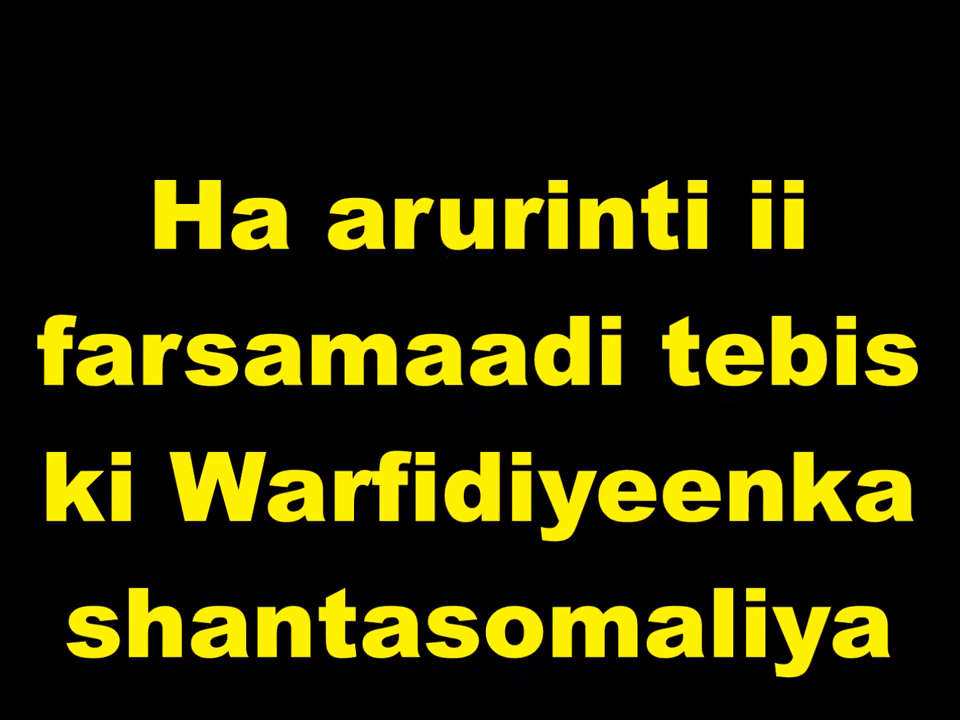 Ha arurinti ii
farsamaadi tebis
ki Warfidiyeenka
shantasomaliya